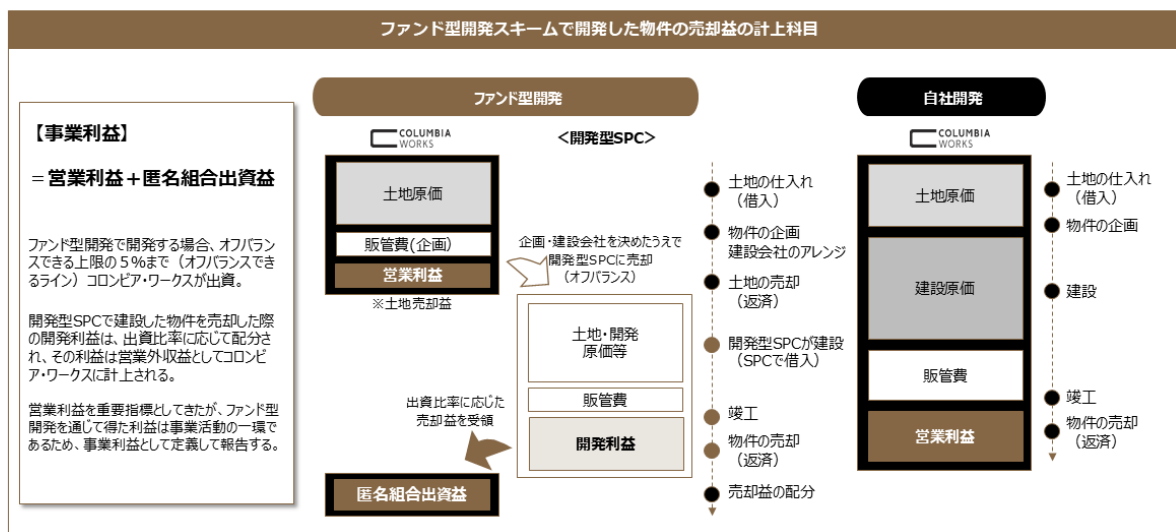 ファンド型開発スキームで開発した物件の売却益の計上科目
【事業利益】
＝営業利益＋匿名組合出資益
ファンド型開発で開発する場合、オフバラン
スできる上限の５％まで（オフバランスでき
るライン）コロンビア・ワークスが出資。
開発型SPCで建設した物件を売却した際
の開発利益は、出資比率に応じて配分さ
れ、その利益は営業外収益としてコロンビ
ア・ワークスに計上される。
営業利益を重要指標としてきたが、ファンド型
開発を通じて得た利益は事業活動の一環で
あるため、事業利益として定義して報告する。
ファンド型開発
COLUMBIA
WORKS
＜開発型SPC＞
土地原価
販管費(企画)
営業利益
※土地売却益
企画・建設会社を決めたうえで
開発型SPCに売却
（オフバランス）
土地・開発
原価等
販管費
開発利益
出資比率に応じた
売却益を受領
匿名組合出資益
土地の仕入れ
（借入）
物件の企画
建設会社のアレンジ
土地の売却
（返済）
開発型SPCが建設
（SPCで借入）
竣工
物件の売却
（返済）
売却益の配分
自社開発
COLUMBIA
WORKS
土地原価
建設原価
販管費
営業利益
土地の仕入れ
（借入）
物件の企画
建設
竣工
物件の売却
（返済）